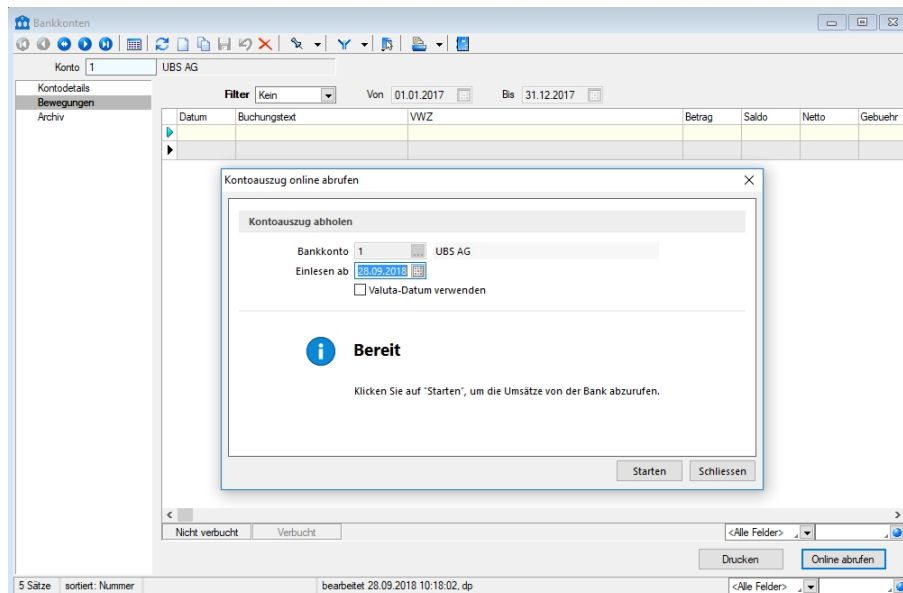 Bankkonten
Konto 1 UBS AG
Kontodetails
Bewegungen
Archiv
Filter Kein Von 01.01.2017 Bis 31.12.2017
Datum Buchungstext VWZ Betrag Saldo Netto Gebuehr
Kontoauszug online abrufen
Kontoauszug abholen
Bankkonto 1 ... UBS AG
Einlesen ab 28.09.2018
Valuta-Datum verwenden
Bereit
Klicken Sie auf "Starten", um die Umsätze von der Bank abzurufen.
Starten Schliessen
Nicht verbucht Verbucht <Alle Felder>
Drucken Online abrufen
5 Sätze sortiert: Nummer bearbeitet 28.09.2018 10:18:02, dp <Alle Felder>